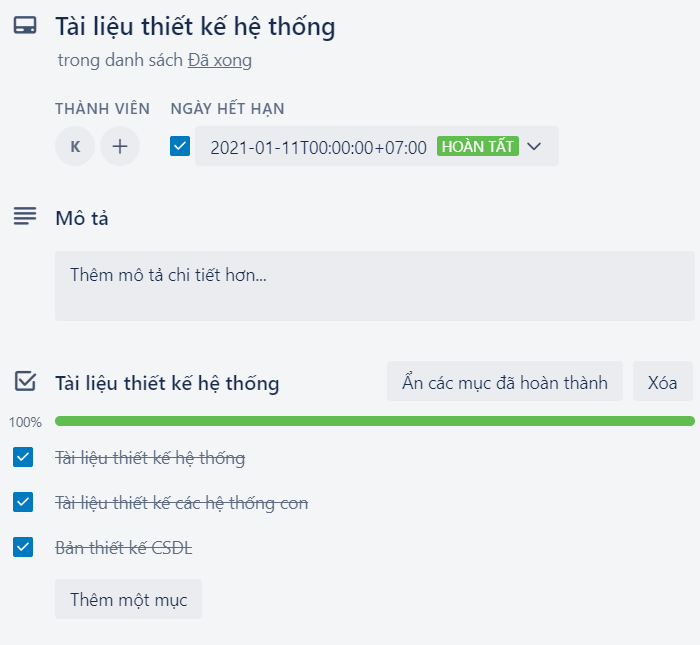 Tài liệu thiết kế hệ thống
trong danh sách Đã xong
THÀNH VIÊN NGÀY HẾT HẠN
K 2021-01-11T00:00:00+07:00 HOÀN TẤT
Mô tả
Thêm mô tả chi tiết hơn...
Tài liệu thiết kế hệ thống Ẩn các mục đã hoàn thành Xóa
100%
Tài liệu thiết kế hệ thống
Tài liệu thiết kế các hệ thống con
Bản thiết kế CSDL
Thêm một mục